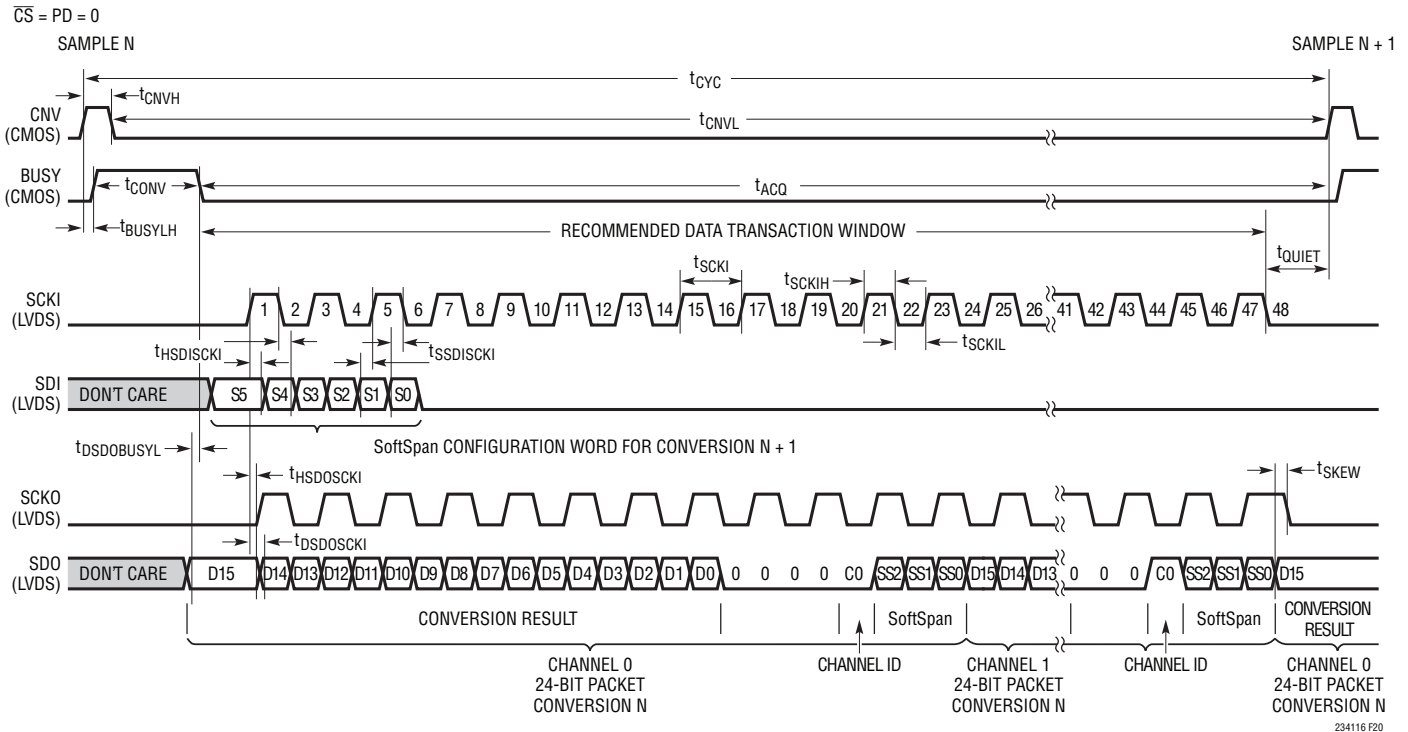 CS = PD = 0
SAMPLE N
SAMPLE N + 1
tCYC
tCNVH
CNV
(CMOS)
tCNVL
BUSY
(CMOS)
tCONV
tACQ
tBUSYLH
RECOMMENDED DATA TRANSACTION WINDOW
tQUIET
tSCKI
tSCKIH
SCKI
(LVDS)
1 2 3 4 5 6 7 8 9 10 11 12 13 14 15 16 17 18 19 20 21 22 23 24 25 26 41 42 43 44 45 46 47 48
tHSDISCKI
tSSDISCKI
tSCKIL
SDI
(LVDS)
DON'T CARE S5 S4 S3 S2 S1 S0
tDSDOBUSYL
SoftSpan CONFIGURATION WORD FOR CONVERSION N + 1
tHSDOSCKI
tSKEW
SCKO
(LVDS)
tDSDOSCKI
SDO
(LVDS)
DON'T CARE D15 D14 D13 D12 D11 D10 D9 D8 D7 D6 D5 D4 D3 D2 D1 D0 0 0 0 0 C0 SS2 SS1 SS0 D15 D14 D13 0 0 0 C0 SS2 SS1 SS0 D15
CONVERSION RESULT
SoftSpan
SoftSpan
CONVERSION
RESULT
CHANNEL 0
24-BIT PACKET
CONVERSION N
CHANNEL ID
CHANNEL 1
24-BIT PACKET
CONVERSION N
CHANNEL ID
CHANNEL 0
24-BIT PACKET
CONVERSION N
234116 F20